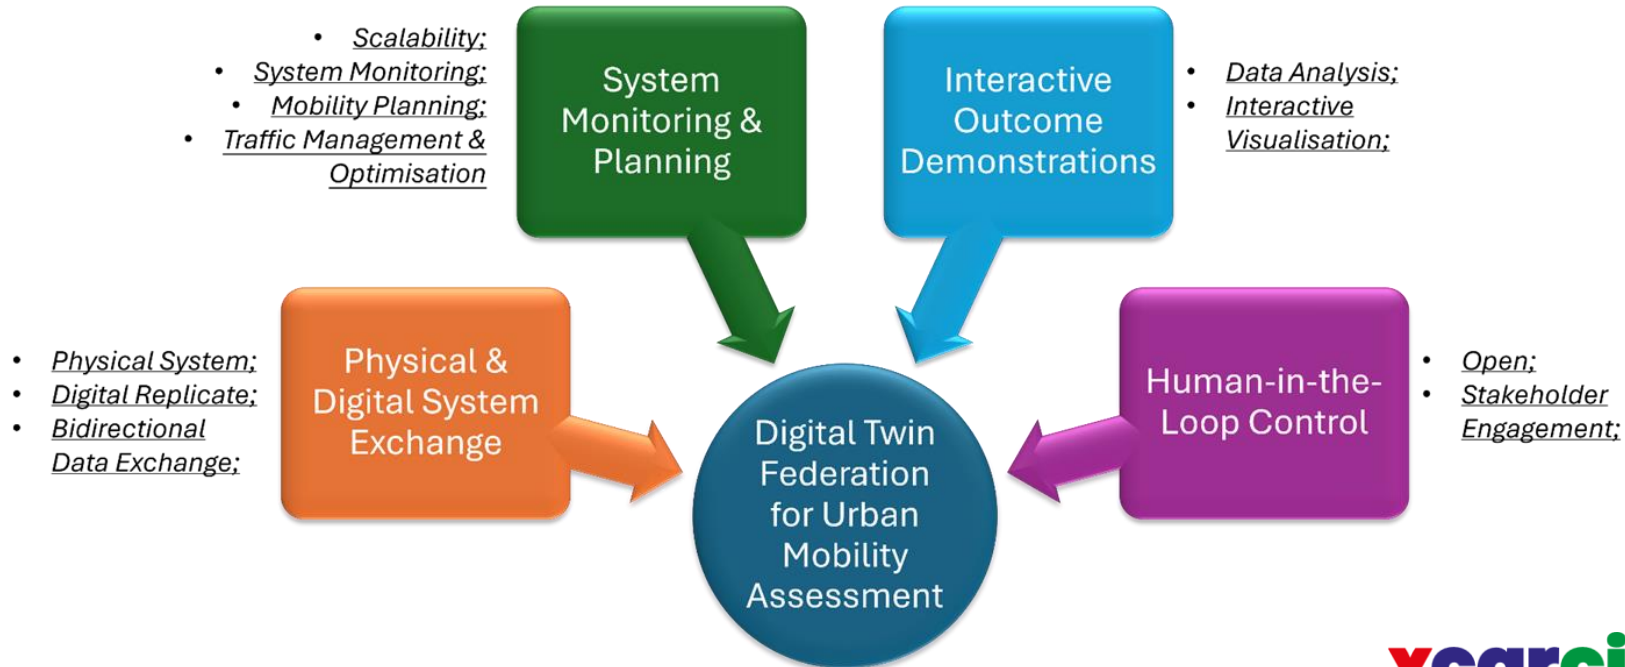 • Scalability;
• System Monitoring;
• Mobility Planning;
• Traffic Management &
Optimisation
System
Monitoring &
Planning
Interactive
Outcome
Demonstrations
• Data Analysis;
• Interactive
Visualisation;
• Physical System;
• Digital Replicate;
• Bidirectional
Data Exchange;
Physical &
Digital System
Exchange
Digital Twin
Federation
for Urban
Mobility
Assessment
Human-in-the-
Loop Control
• Open;
• Stakeholder
Engagement;